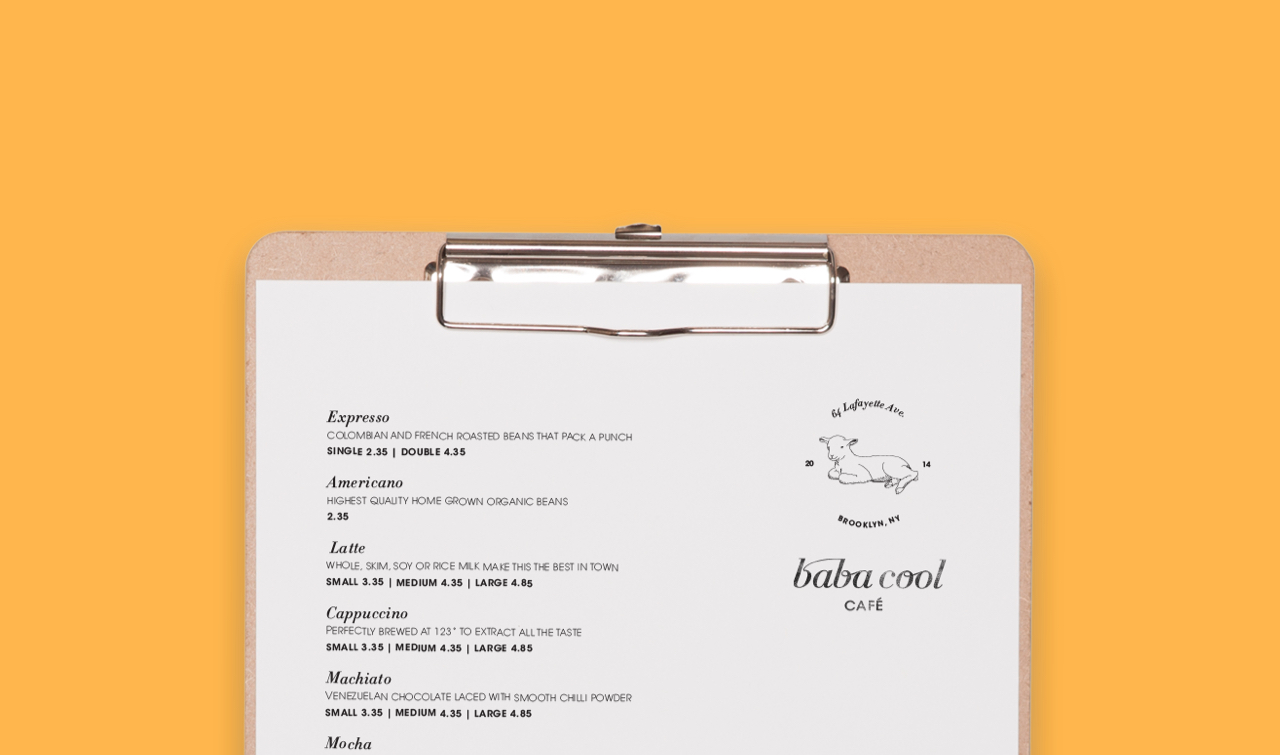 Expresso
COLOMBIAN AND FRENCH ROASTED BEANS THAT PACK A PUNCH
SINGLE 2.35 | DOUBLE 4.35
Americano
HIGHEST QUALITY HOME GROWN ORGANIC BEANS
2.35
Latte
WHOLE, SKIM, SOY OR RICE MILK MAKE THIS THE BEST IN TOWN
SMALL 3.35 | MEDIUM 4.35 | LARGE 4.85
Cappuccino
PERFECTLY BREWED AT 123° TO EXTRACT ALL THE TASTE
SMALL 3.35 | MEDIUM 4.35 | LARGE 4.85
Machiato
VENEZUELAN CHOCOLATE LACED WITH SMOOTH CHILLI POWDER
SMALL 3.35 | MEDIUM 4.35 | LARGE 4.85
Mocha
64 Lafayette Ave.
20 14
BROOKLYN, NY
baba cool
CAFÉ